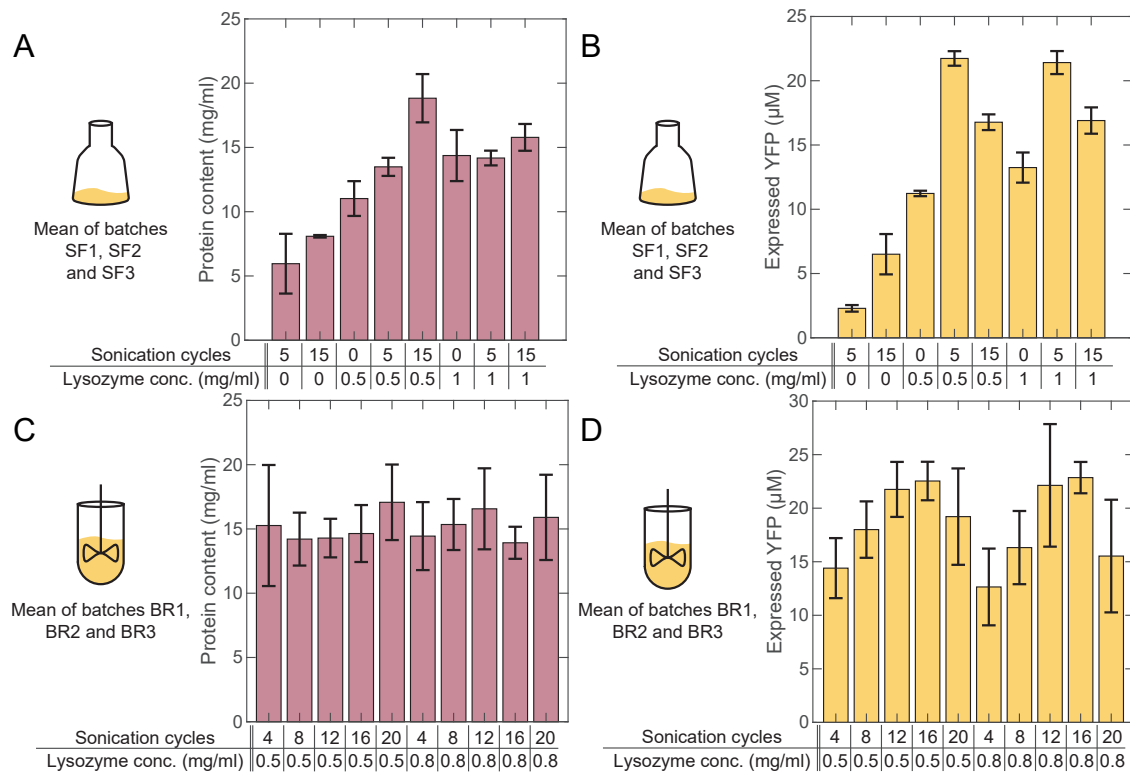 A
Mean of batches
SF1, SF2
and SF3
Protein content (mg/ml)
25
20
15
10
5
0
Sonication cycles 5 15 0 5 15 0 5 15
Lysozyme conc. (mg/ml) 0 0 0.5 0.5 0.5 1 1 1
B
Mean of batches
SF1, SF2
and SF3
Expressed YFP (µM)
25
20
15
10
5
0
Sonication cycles 5 15 0 5 15 0 5 15
Lysozyme conc. (mg/ml) 0 0 0.5 0.5 0.5 1 1 1
C
Mean of batches BR1,
BR2 and BR3
Protein content (mg/ml)
25
20
15
10
5
0
Sonication cycles 4 8 12 16 20 4 8 12 16 20
Lysozyme conc. (mg/ml) 0.5 0.5 0.5 0.5 0.5 0.8 0.8 0.8 0.8 0.8
D
Mean of batches BR1,
BR2 and BR3
Expressed YFP (µM)
30
25
20
15
10
5
0
Sonication cycles 4 8 12 16 20 4 8 12 16 20
Lysozyme conc. (mg/ml) 0.5 0.5 0.5 0.5 0.5 0.8 0.8 0.8 0.8 0.8